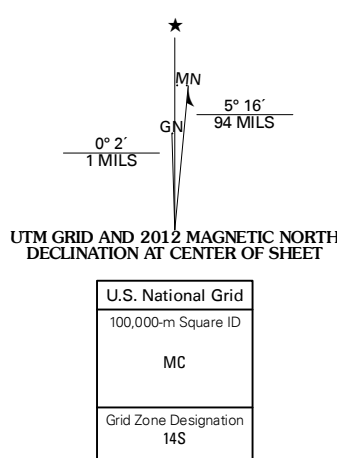 ★
MN
5° 16´
94 MILS
GN
0° 2´
1 MILS
UTM GRID AND 2012 MAGNETIC NORTH
DECLINATION AT CENTER OF SHEET
U.S. National Grid
100,000-m Square ID
MC
Grid Zone Designation
14S